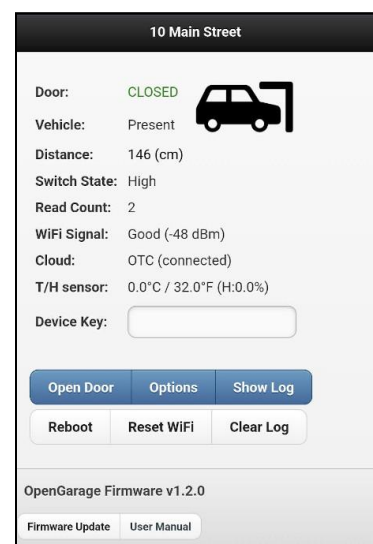 10 Main Street
Door: CLOSED
Vehicle: Present
Distance: 146 (cm)
Switch State: High
Read Count: 2
WiFi Signal: Good (-48 dBm)
Cloud: OTC (connected)
T/H sensor: 0.0°C / 32.0°F (H:0.0%)
Device Key:
Open Door Options Show Log
Reboot Reset WiFi Clear Log
OpenGarage Firmware v1.2.0
Firmware Update User Manual